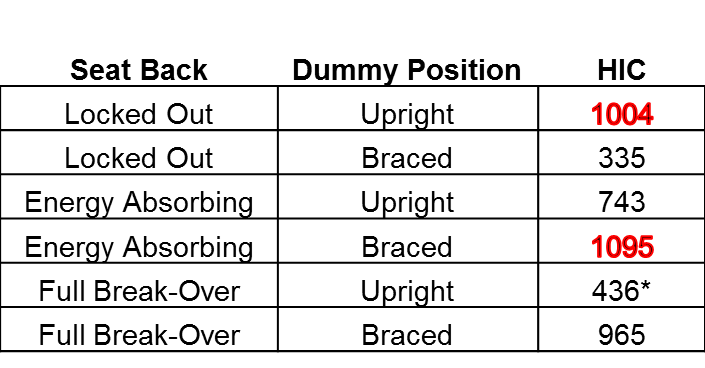 Seat Back Dummy Position HIC
Locked Out Upright 1004
Locked Out Braced 335
Energy Absorbing Upright 743
Energy Absorbing Braced 1095
Full Break-Over Upright 436*
Full Break-Over Braced 965